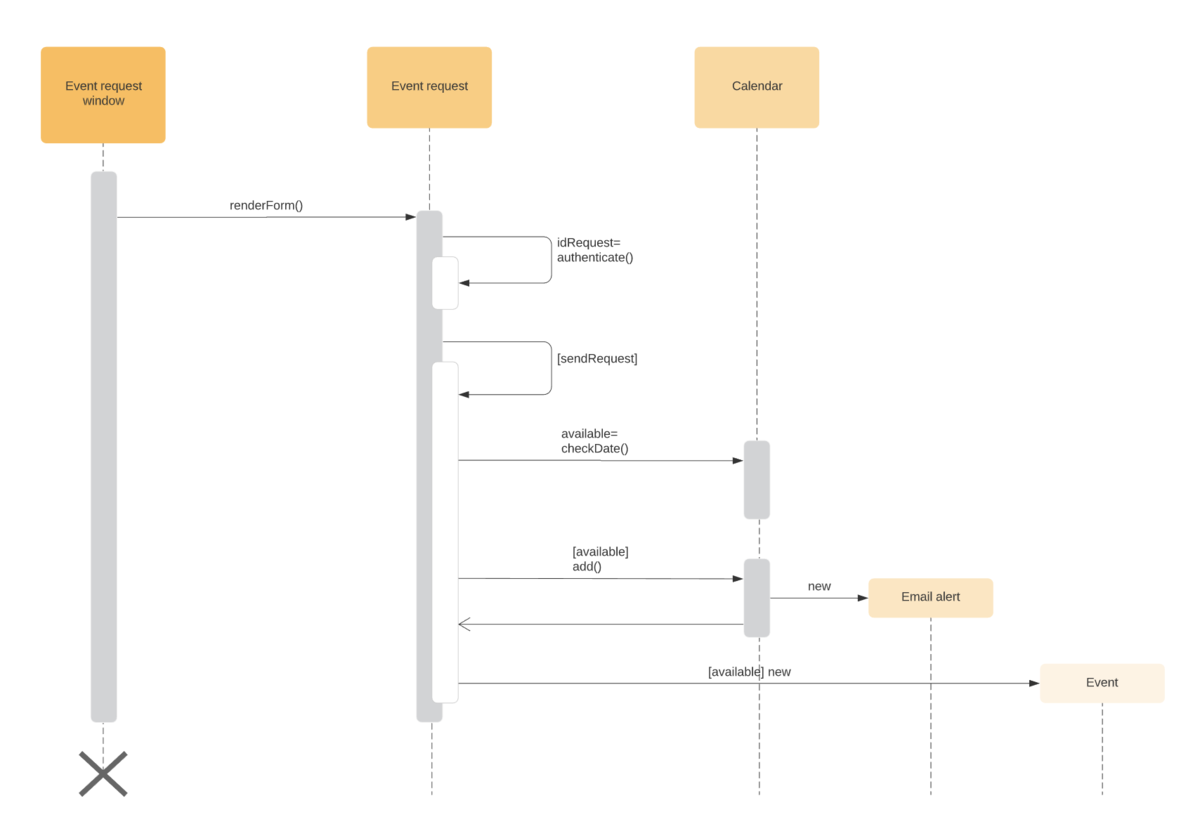 Event request
window
Event request
Calendar
renderForm()
idRequest=
authenticate()
[sendRequest]
available=
checkDate()
[available]
add()
new
Email alert
[available] new
Event